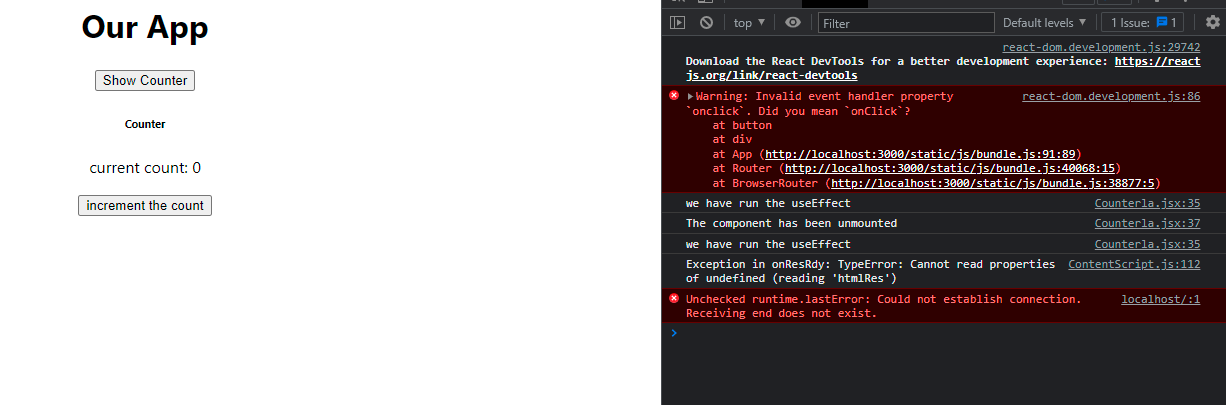 Our App
Show Counter
Counter
current count: 0
increment the count
top
Filter
Default levels
1 Issue: 1
react-dom.development.js:29742
Download the React DevTools for a better development experience: https://react
js.org/link/react-devtools
Warning: Invalid event handler property react-dom.development.js:86
`onclick`. Did you mean `onClick`?
at button
at div
at App (http://localhost:3000/static/js/bundle.js:91:89)
at Router (http://localhost:3000/static/js/bundle.js:40068:15)
at BrowserRouter (http://localhost:3000/static/js/bundle.js:38877:5)
we have run the useEffect Counter1a.jsx:35
The component has been unmounted Counter1a.jsx:37
we have run the useEffect Counter1a.jsx:35
Exception in onResRdy: TypeError: Cannot read properties ContentScript.js:112
of undefined (reading 'htmlRes')
Unchecked runtime.lastError: Could not establish connection. localhost/:1
Receiving end does not exist.